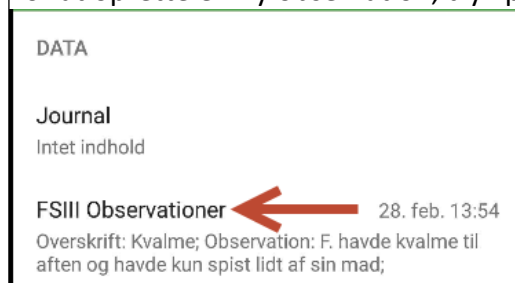 DATA
Journal
Intet indhold
FSIII Observationer 28. feb. 13:54
Overskrift: Kvalme; Observation: F. havde kvalme til
aften og havde kun spist lidt af sin mad;